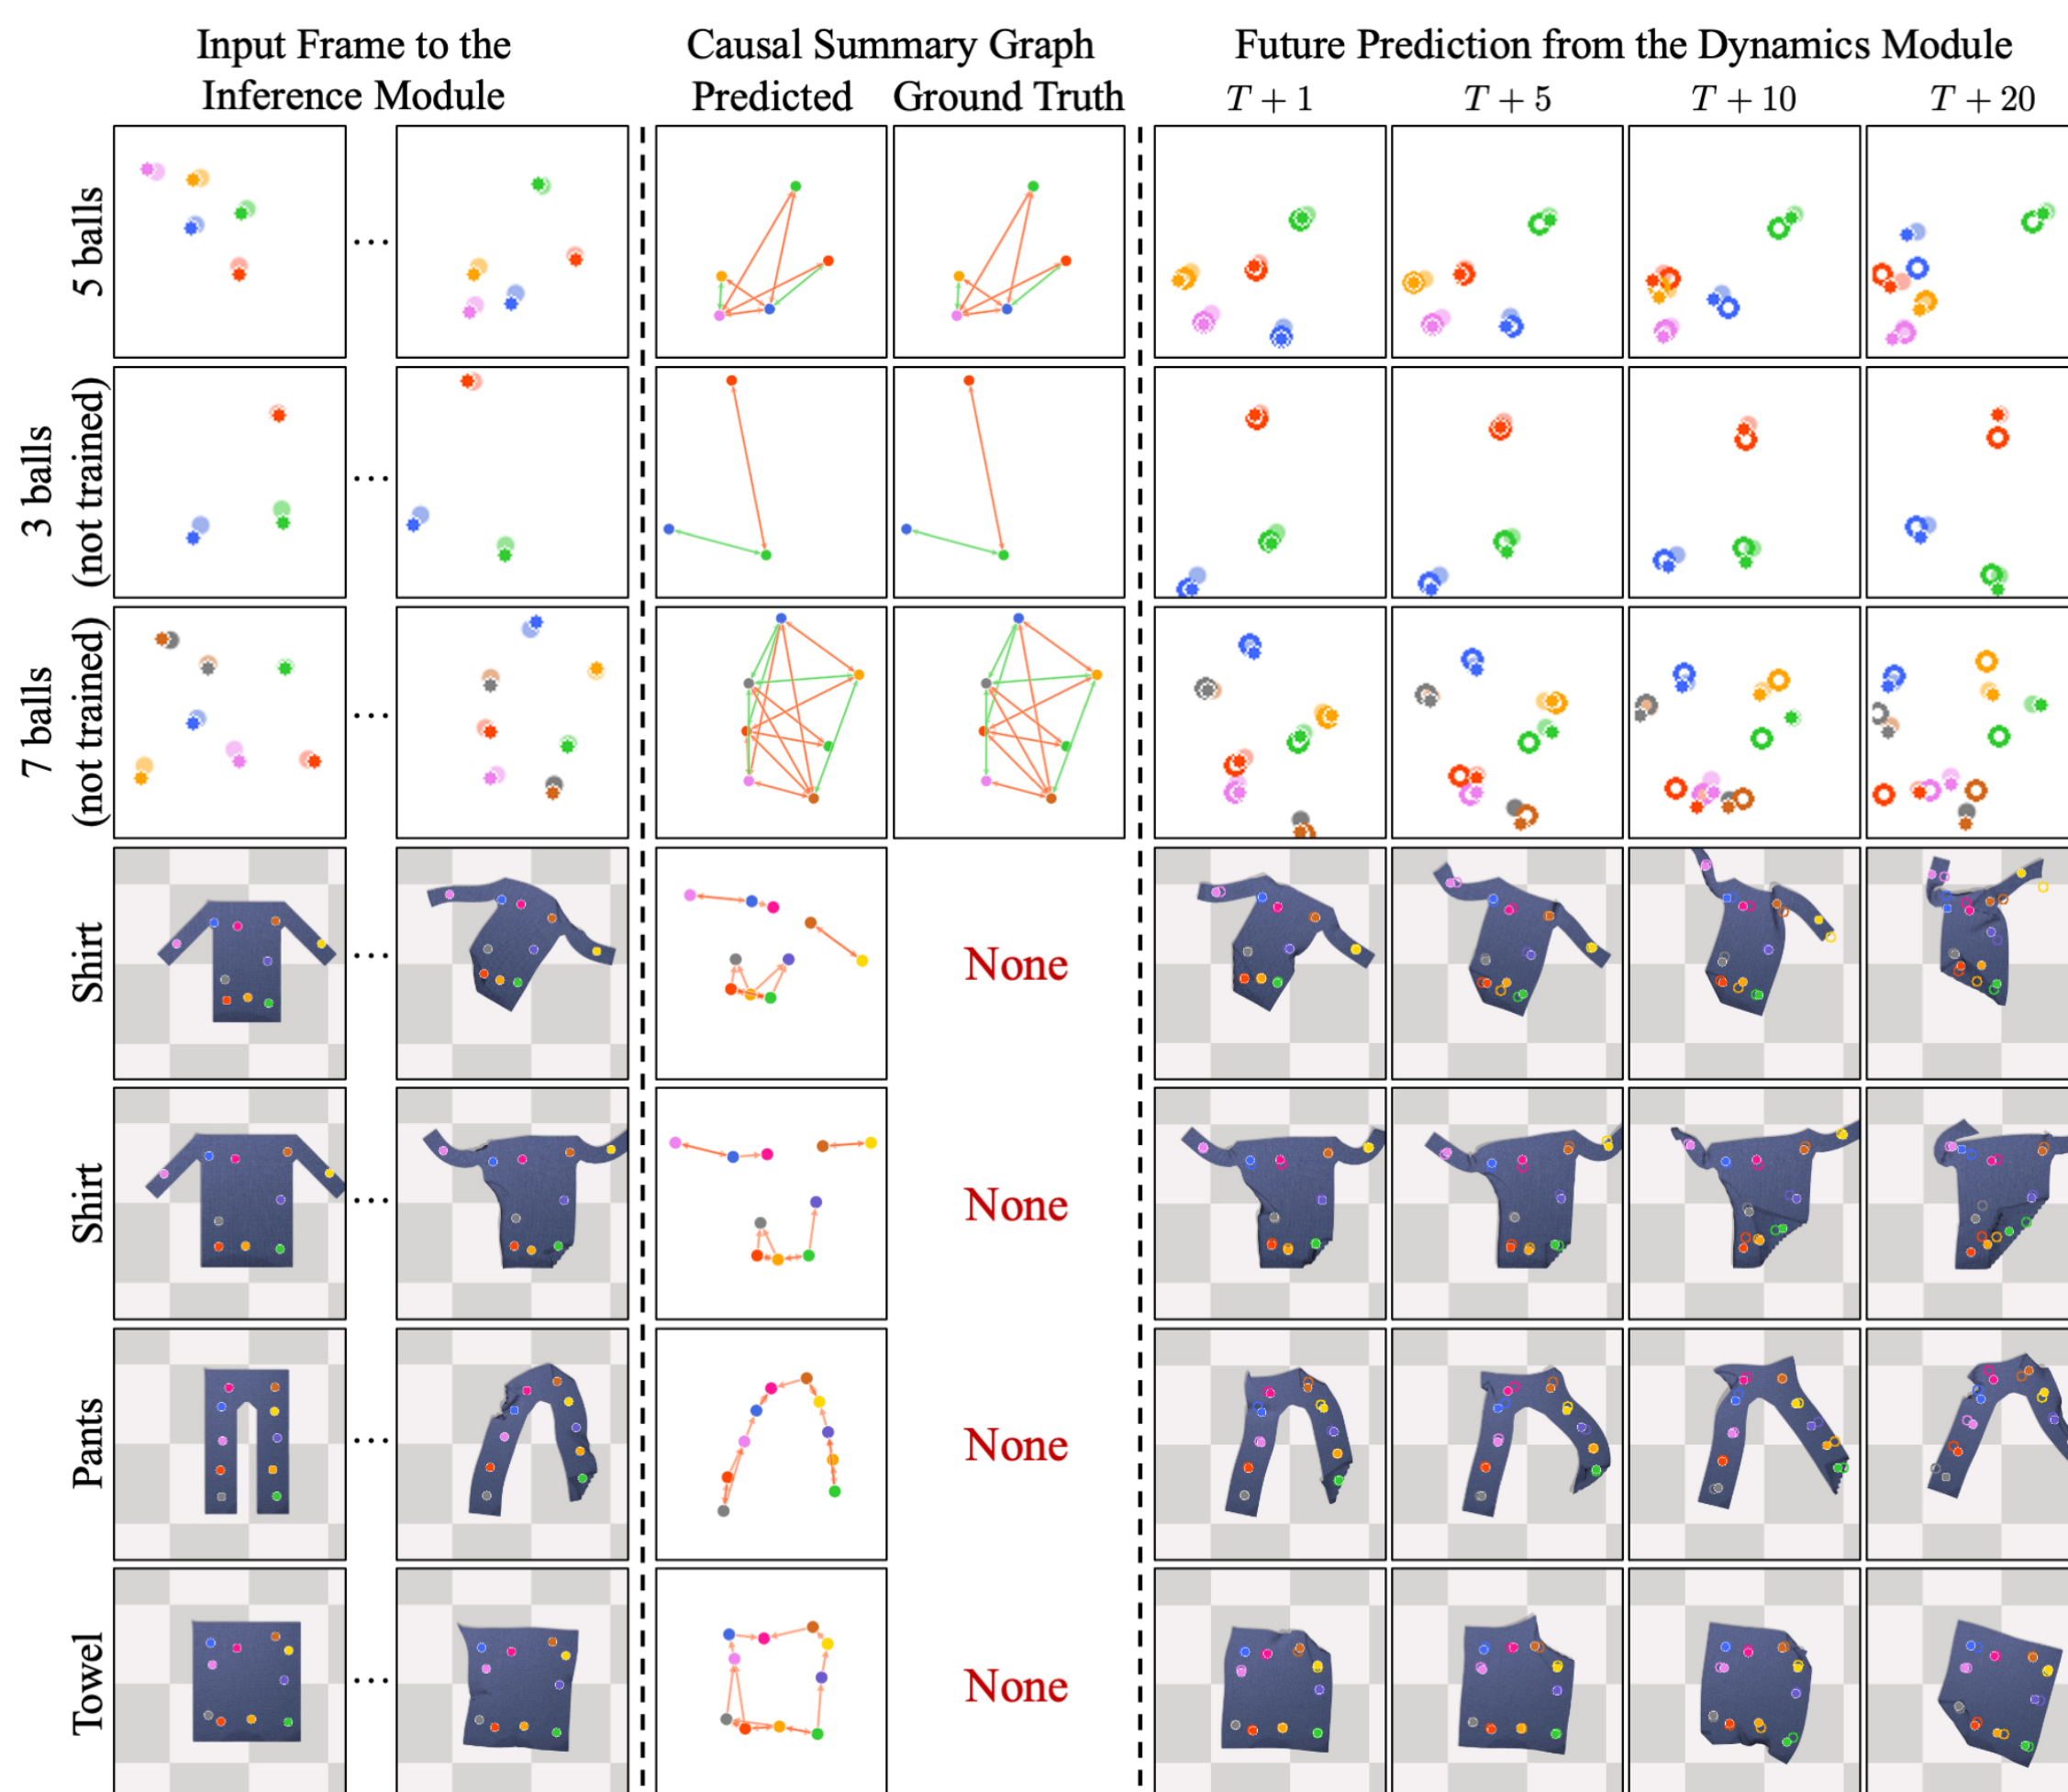 Input Frame to the
Inference Module
Causal Summary Graph
Predicted
Ground Truth
Future Prediction from the Dynamics Module
T + 1
T + 5
T + 10
T + 20
5 balls
...
3 balls
(not trained)
...
7 balls
(not trained)
...
Shirt
...
None
Shirt
...
None
Pants
...
None
Towel
...
None